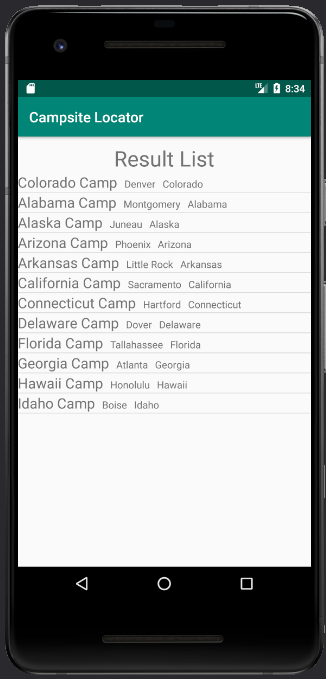 LTE 8:34
Campsite Locator
Result List
Colorado Camp Denver Colorado
Alabama Camp Montgomery Alabama
Alaska Camp Juneau Alaska
Arizona Camp Phoenix Arizona
Arkansas Camp Little Rock Arkansas
California Camp Sacramento California
Connecticut Camp Hartford Connecticut
Delaware Camp Dover Delaware
Florida Camp Tallahassee Florida
Georgia Camp Atlanta Georgia
Hawaii Camp Honolulu Hawaii
Idaho Camp Boise Idaho